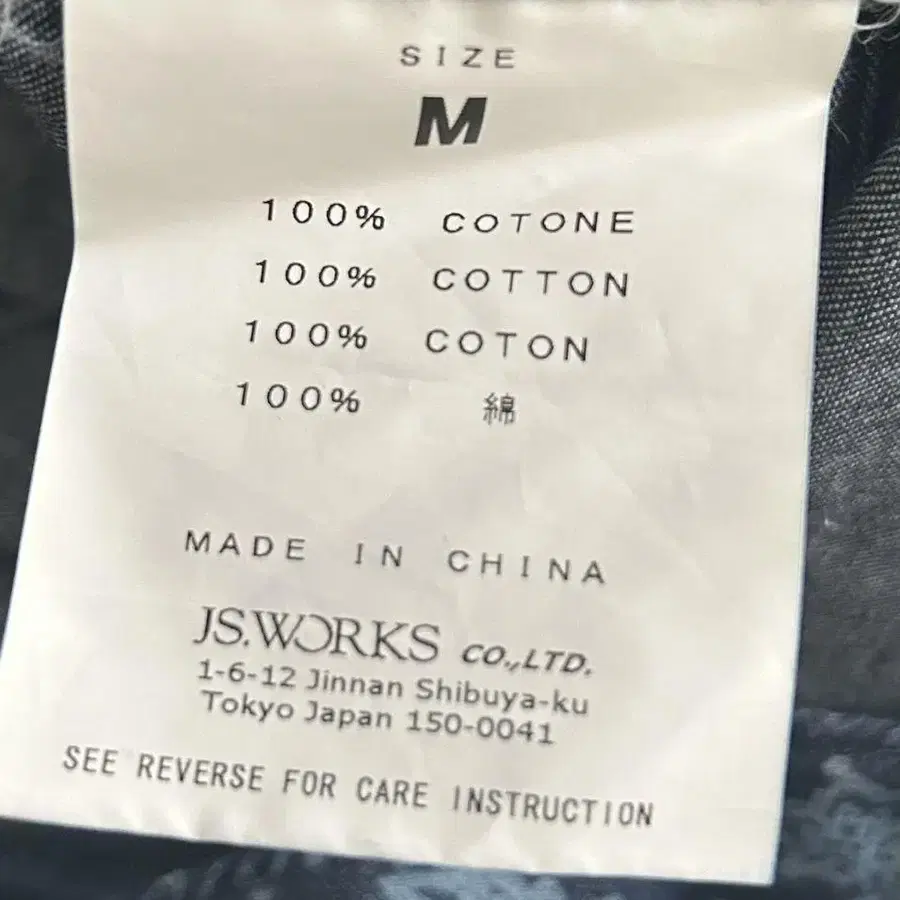 SIZE
M
100% COTONE
100% COTTON
100% COTON
100% 綿
MADE IN CHINA
JS.WORKS CO.,LTD.
1-6-12 Jinnan Shibuya-ku
Tokyo Japan 150-0041
SEE REVERSE FOR CARE INSTRUCTION